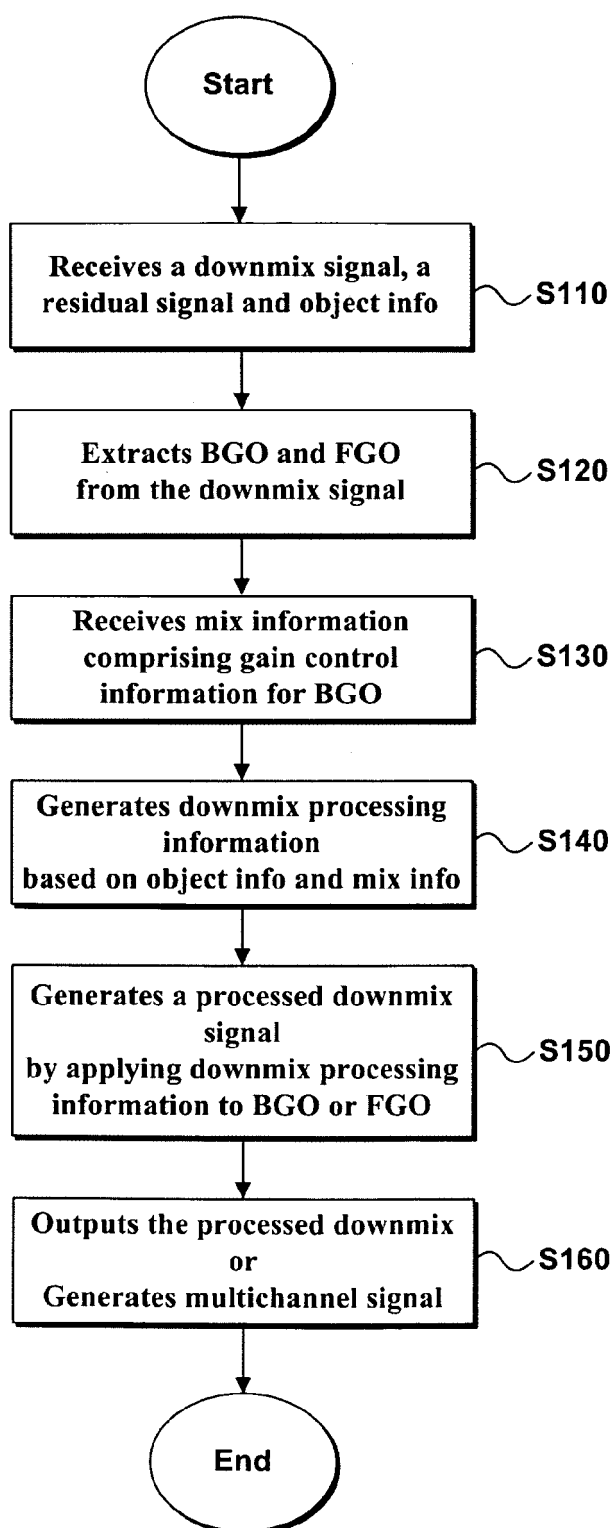 Start
Receives a downmix signal, a
residual signal and object info
S110
Extracts BGO and FGO
from the downmix signal
S120
Receives mix information
comprising gain control
information for BGO
S130
Generates downmix processing
information
based on object info and mix info
S140
Generates a processed downmix
signal
by applying downmix processing
information to BGO or FGO
S150
Outputs the processed downmix
or
Generates multichannel signal
S160
End